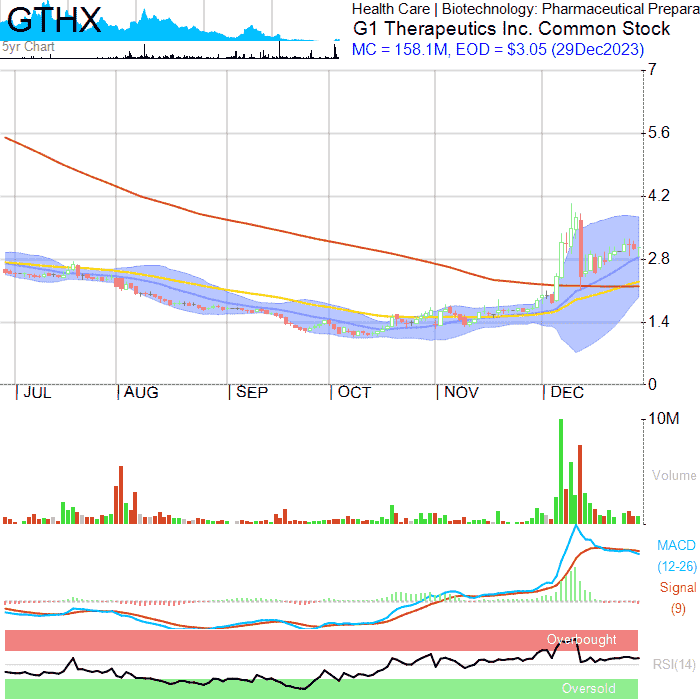 GTHX
5yr Chart
Health Care | Biotechnology: Pharmaceutical Prepara
G1 Therapeutics Inc. Common Stock
MC = 158.1M, EOD = $3.05 (29Dec2023)
7
5.6
4.2
2.8
1.4
0
JUL AUG SEP OCT NOV DEC
10M
Volume
MACD
(12-26)
Signal
(9)
Overbought
RSI(14)
Oversold